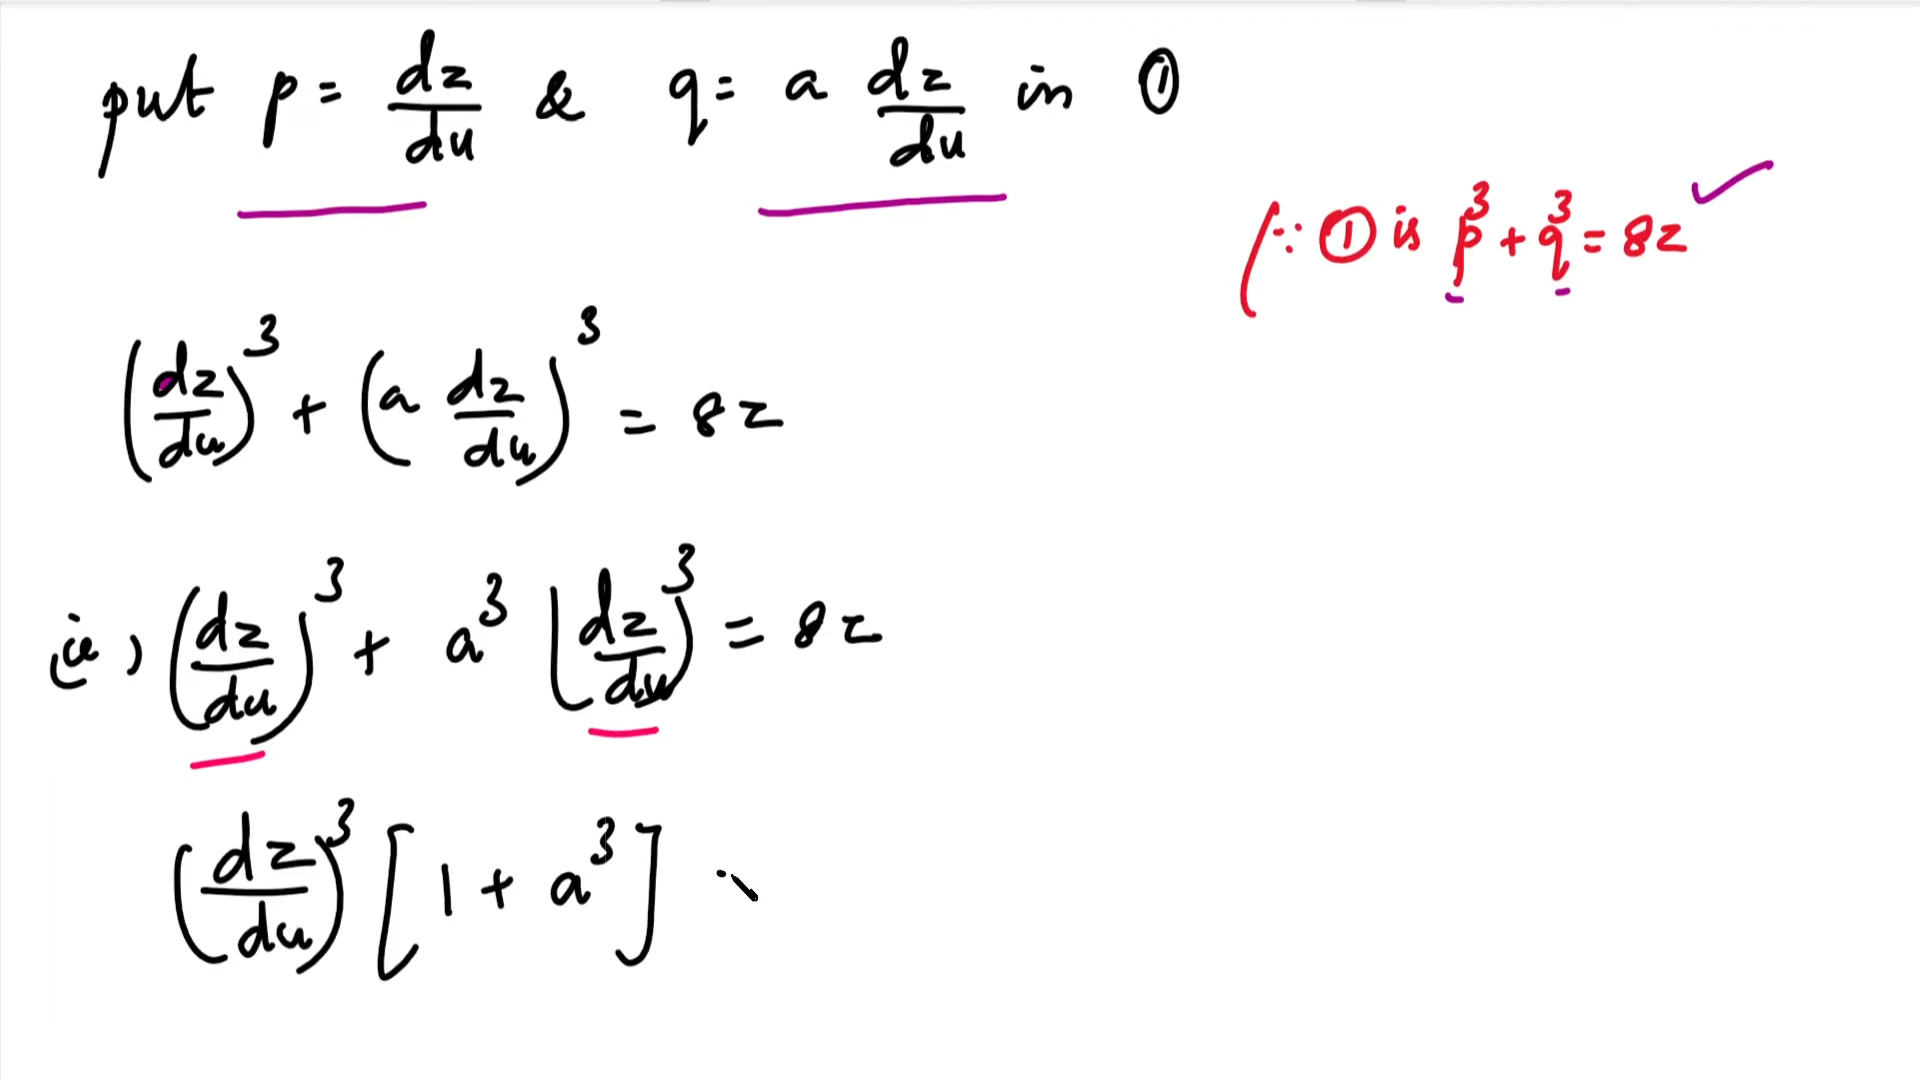 put p = dz/du & q = a dz/du in ①
(∵ ① is p³ + q³ = 8z
(dz/du)³ + (a dz/du)³ = 8z
(ie) (dz/du)³ + a³ (dz/du)³ = 8z
(dz/du)³ [1 + a³]